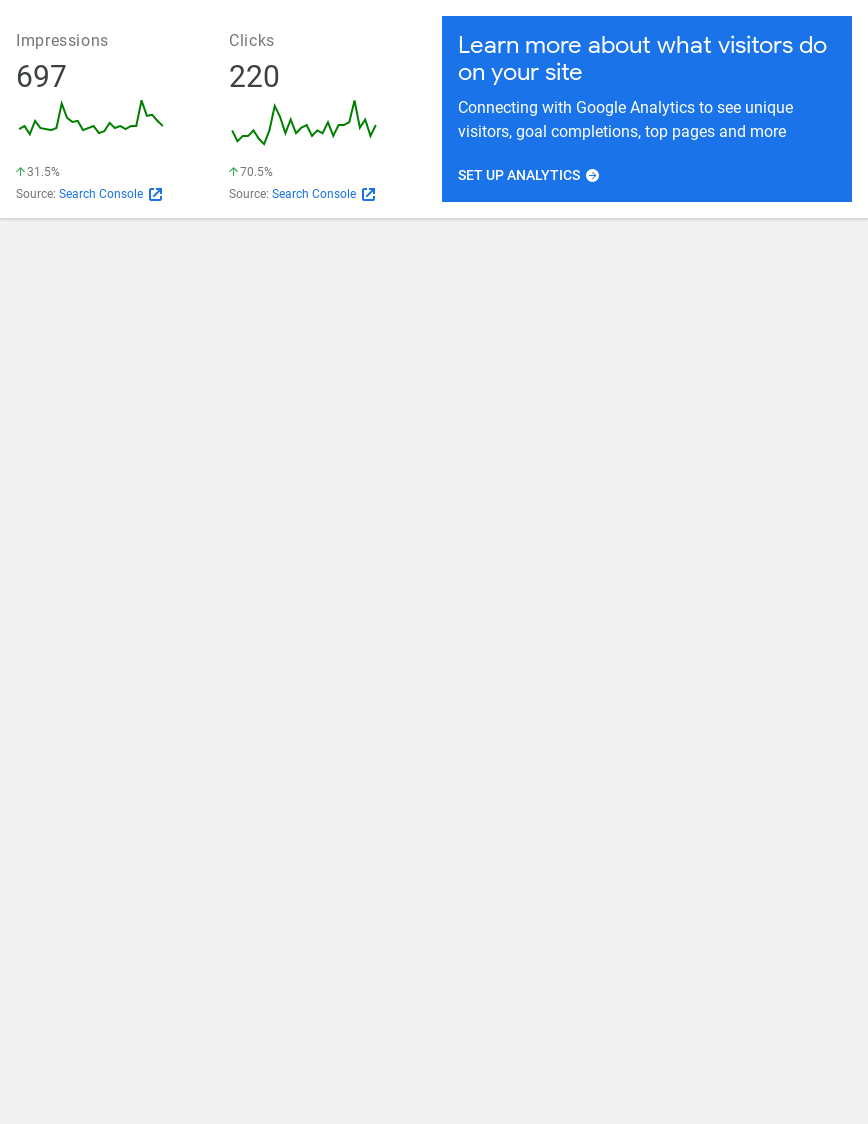 Impressions
697
31.5%
Source: Search Console
Clicks
220
70.5%
Source: Search Console
Learn more about what visitors do
on your site
Connecting with Google Analytics to see unique
visitors, goal completions, top pages and more
SET UP ANALYTICS